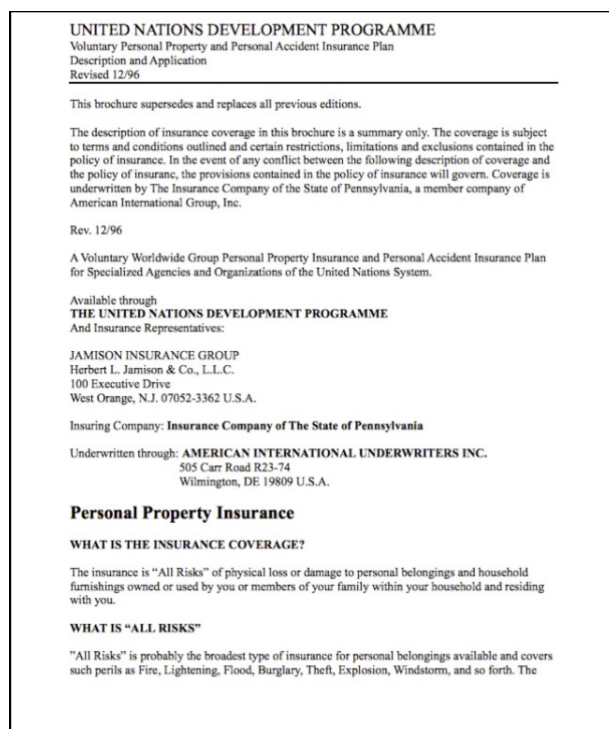 UNITED NATIONS DEVELOPMENT PROGRAMME
Voluntary Personal Property and Personal Accident Insurance Plan
Description and Application
Revised 12/96
This brochure supersedes and replaces all previous editions.
The description of insurance coverage in this brochure is a summary only. The coverage is subject
to terms and conditions outlined and certain restrictions, limitations and exclusions contained in the
policy of insurance. In the event of any conflict between the following description of coverage and
the policy of insuranc, the provisions contained in the policy of insurance will govern. Coverage is
underwritten by The Insurance Company of the State of Pennsylvania, a member company of
American International Group, Inc.
Rev. 12/96
A Voluntary Worldwide Group Personal Property Insurance and Personal Accident Insurance Plan
for Specialized Agencies and Organizations of the United Nations System.
Available through
THE UNITED NATIONS DEVELOPMENT PROGRAMME
And Insurance Representatives:
JAMISON INSURANCE GROUP
Herbert L. Jamison & Co., L.L.C.
100 Executive Drive
West Orange, N.J. 07052-3362 U.S.A.
Insuring Company: Insurance Company of The State of Pennsylvania
Underwritten through: AMERICAN INTERNATIONAL UNDERWRITERS INC.
505 Carr Road R23-74
Wilmington, DE 19809 U.S.A.
Personal Property Insurance
WHAT IS THE INSURANCE COVERAGE?
The insurance is “All Risks” of physical loss or damage to personal belongings and household
furnishings owned or used by you or members of your family within your household and residing
with you.
WHAT IS “ALL RISKS”
"All Risks" is probably the broadest type of insurance for personal belongings available and covers
such perils as Fire, Lightening, Flood, Burglary, Theft, Explosion, Windstorm, and so forth. The